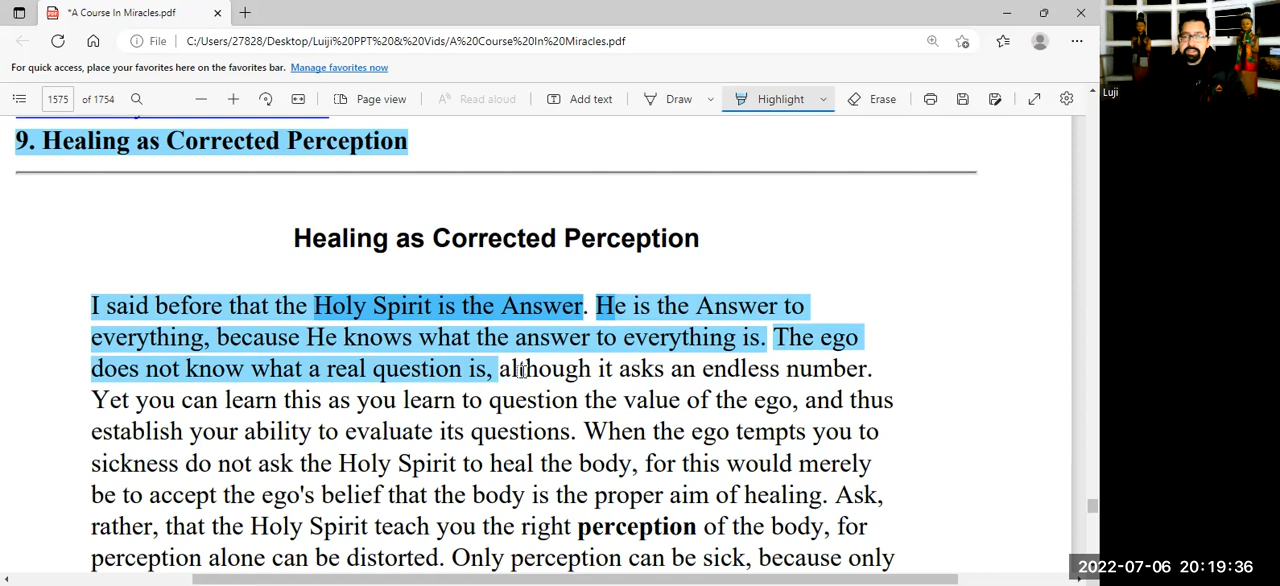 *A Course In Miracles.pdf
File C:/Users/27828/Desktop/Luiji%20PPT%20&%20Vids/A%20Course%20In%20Miracles.pdf
For quick access, place your favorites here on the favorites bar. Manage favorites now
1575 of 1754 Page view Read aloud Add text Draw Highlight Erase
Luji
9. Healing as Corrected Perception
Healing as Corrected Perception
I said before that the Holy Spirit is the Answer. He is the Answer to
everything, because He knows what the answer to everything is. The ego
does not know what a real question is, although it asks an endless number.
Yet you can learn this as you learn to question the value of the ego, and thus
establish your ability to evaluate its questions. When the ego tempts you to
sickness do not ask the Holy Spirit to heal the body, for this would merely
be to accept the ego's belief that the body is the proper aim of healing. Ask,
rather, that the Holy Spirit teach you the right perception of the body, for
perception alone can be distorted. Only perception can be sick, because only
2022-07-06 20:19:36